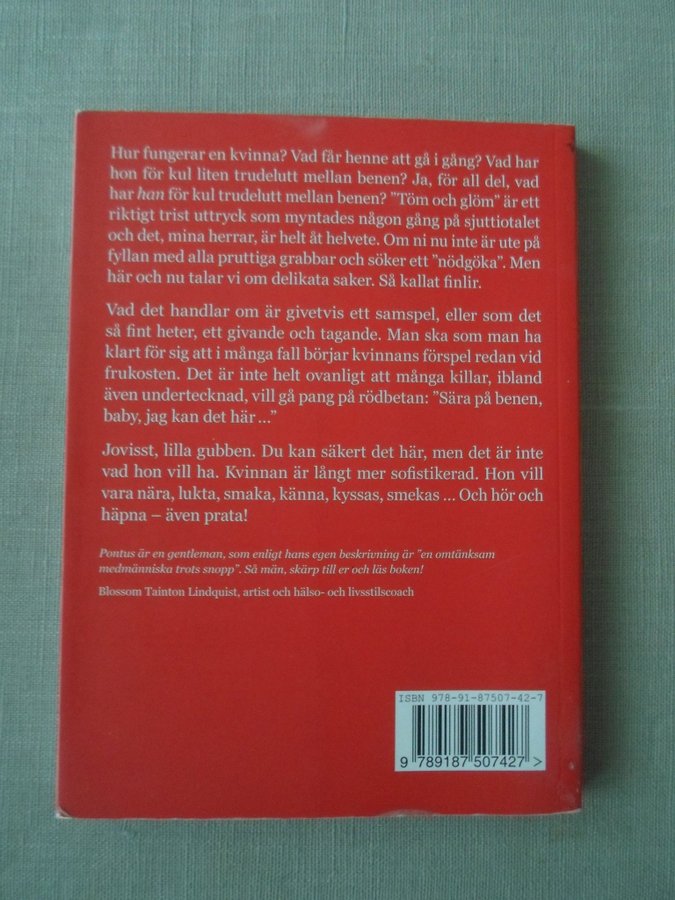 Hur fungerar en kvinna? Vad får henne att gå i gång? Vad har
hon för kul liten trudelutt mellan benen? Ja, för all del, vad
har han för kul trudelutt mellan benen? ”Töm och glöm” är ett
riktigt trist uttryck som myntades någon gång på sjuttiotalet
och det, mina herrar, är helt åt helvete. Om ni nu inte är ute på
fyllan med alla pruttiga grabbar och söker ett ”nödgöka”. Men
här och nu talar vi om delikata saker. Så kallat finlir.
Vad det handlar om är givetvis ett samspel, eller som det
så fint heter, ett givande och tagande. Man ska som man ha
klart för sig att i många fall börjar kvinnans förspel redan vid
frukosten. Det är inte helt ovanligt att många killar, ibland
även undertecknad, vill gå pang på rödbetan: ”Sära på benen,
baby, jag kan det här ...”
Jovisst, lilla gubben. Du kan säkert det här, men det är inte
vad hon vill ha. Kvinnan är långt mer sofistikerad. Hon vill
vara nära, lukta, smaka, känna, kyssas, smekas ... Och hör och
häpna – även prata!
Pontus är en gentleman, som enligt hans egen beskrivning är ”en omtänksam
medmänniska trots snopp”. Så män, skärp till er och läs boken!
Blossom Tainton Lindquist, artist och hälso- och livsstilscoach
ISBN 978-91-87507-42-7
9 789187 507427 >